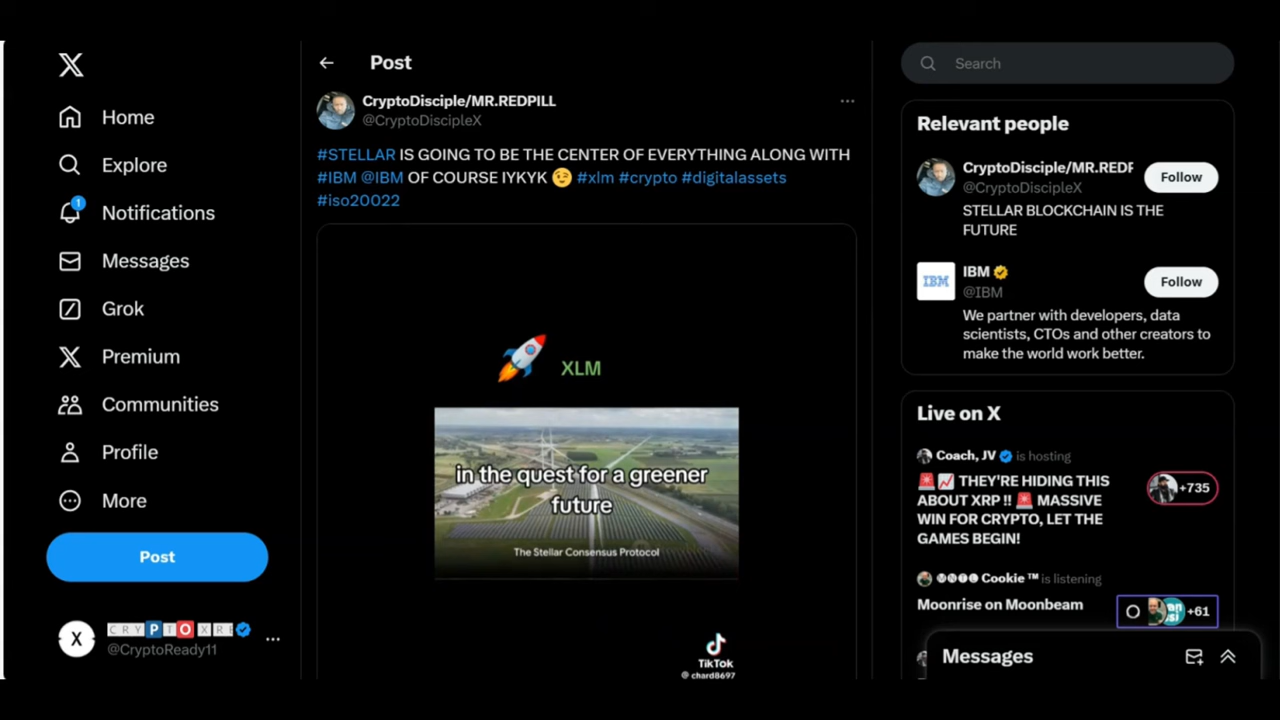 Home
Explore
1
Notifications
Messages
Grok
Premium
Communities
Profile
More
Post
CRYPTOXRE
@CryptoReady11
Post
CryptoDisciple/MR.REDPILL
@CryptoDiscipleX
#STELLAR IS GOING TO BE THE CENTER OF EVERYTHING ALONG WITH
#IBM @IBM OF COURSE IYKYK 😉 #xlm #crypto #digitalassets
#iso20022
🚀 XLM
in the quest for a greener
future
The Stellar Consensus Protocol
TikTok
@chard8697
Search
Relevant people
CryptoDisciple/MR.REDF
@CryptoDiscipleX
Follow
STELLAR BLOCKCHAIN IS THE
FUTURE
IBM
IBM
@IBM
Follow
We partner with developers, data
scientists, CTOs and other creators to
make the world work better.
Live on X
Coach, JV is hosting
🚨📈 THEY'RE HIDING THIS
ABOUT XRP !! 🚨 MASSIVE
WIN FOR CRYPTO, LET THE
GAMES BEGIN!
+735
🅜🅝🅣🅛 Cookie ™ is listening
Moonrise on Moonbeam
+61
Messages